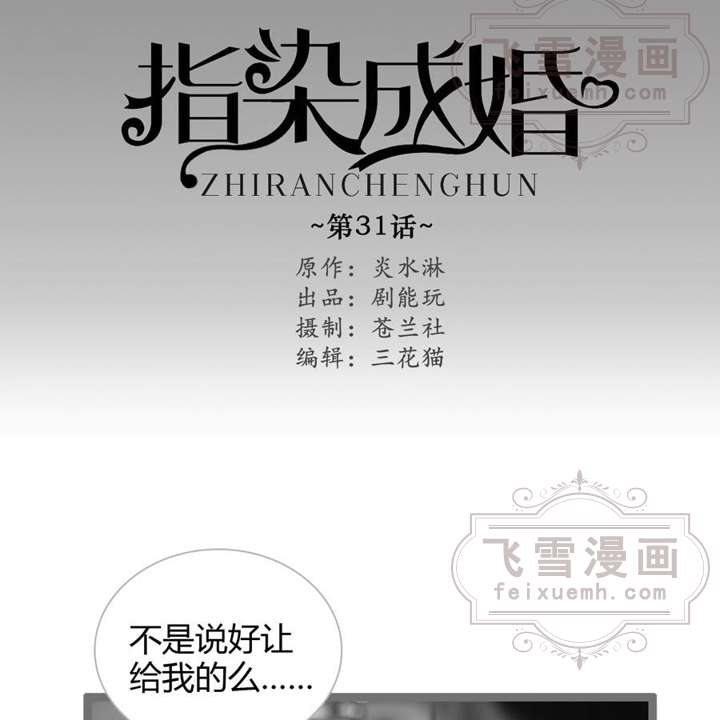 飞雪漫画
feixuemh.com
指染成婚
ZHIRANCHENGHUN
~第31话~
原作：炎水淋
出品：剧能玩
摄制：苍兰社
编辑：三花猫
飞雪漫画
feixuemh.com
不是说好让
给我的么……